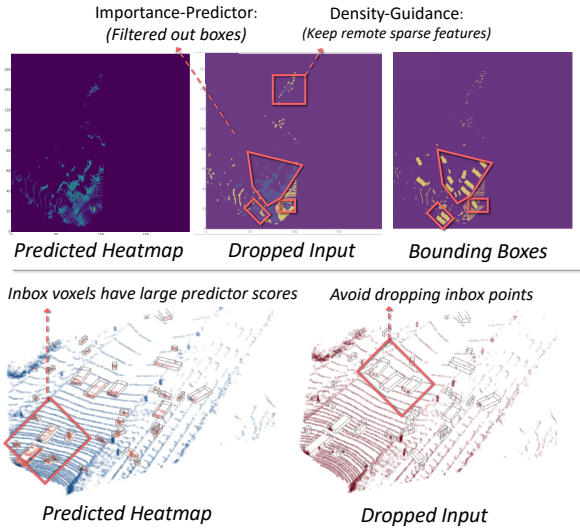 Importance-Predictor:
(Filtered out boxes)
Density-Guidance:
(Keep remote sparse features)
Predicted Heatmap
Dropped Input
Bounding Boxes
Inbox voxels have large predictor scores
Avoid dropping inbox points
Predicted Heatmap
Dropped Input